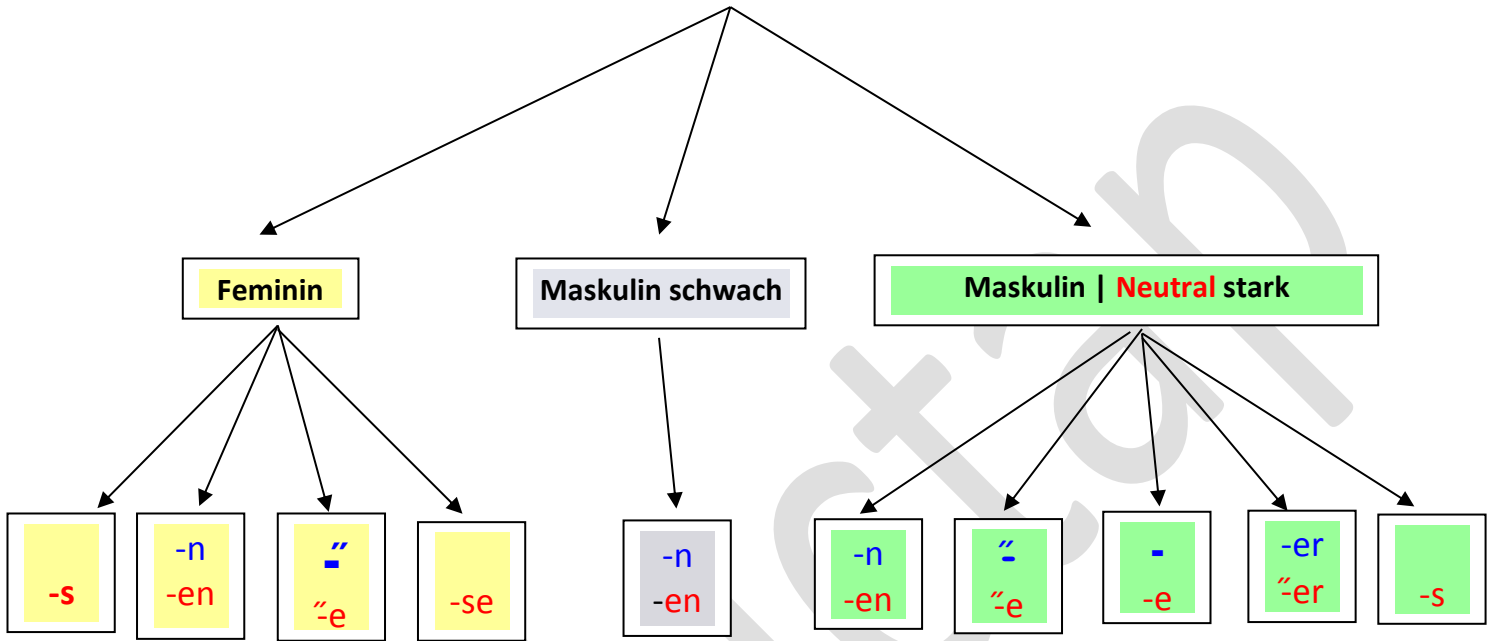 Feminin
Maskulin schwach
Maskulin | Neutral stark
-s
-n
-en
-̋
˝-e
-se
-n
-en
-n
-en
˝-
˝-e
-
-e
-er
˝-er
-s